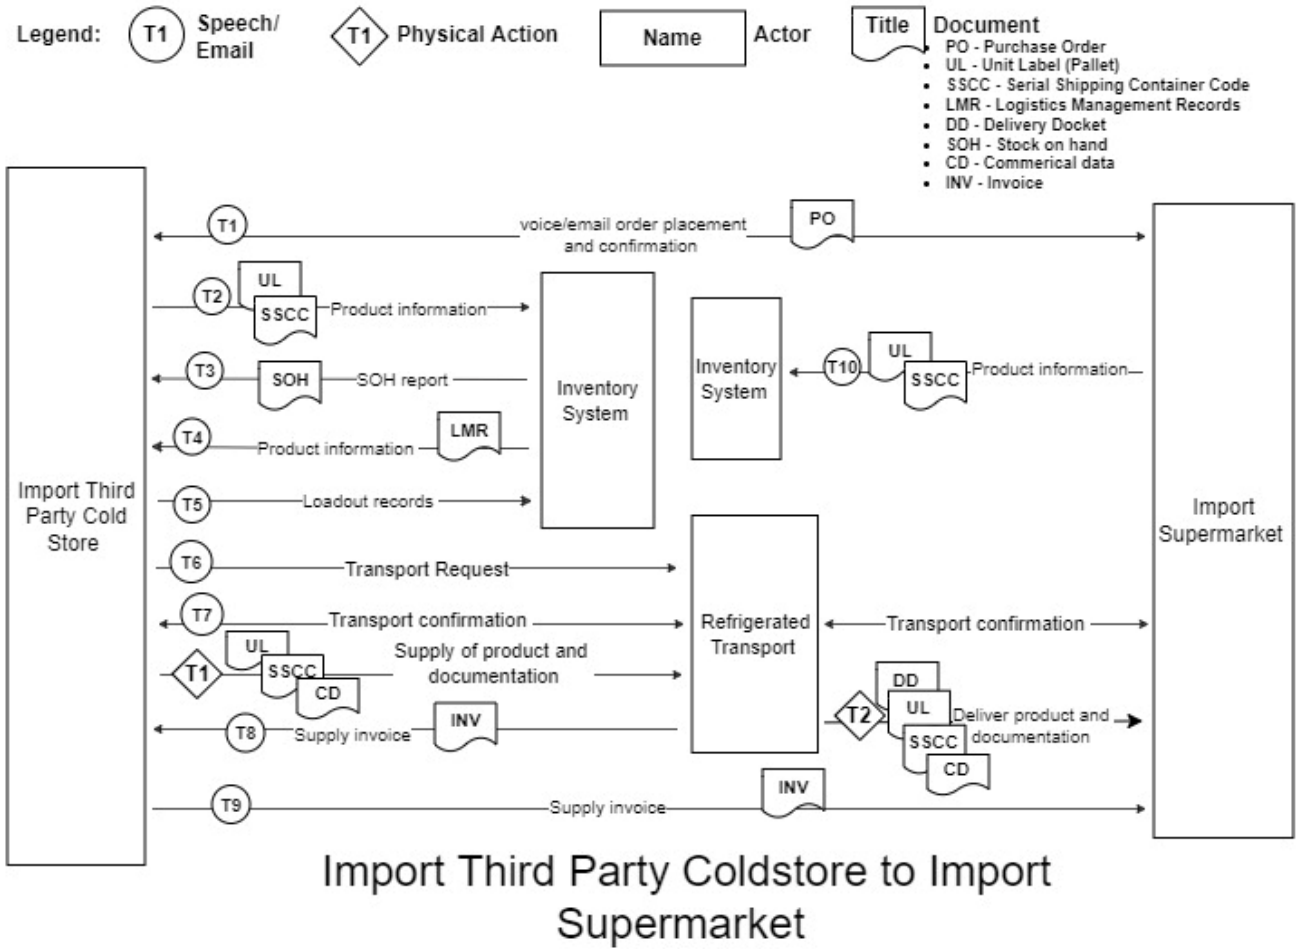 Legend:
T1
Speech/
Email
T1
Physical Action
Name
Actor
Title
Document
• PO - Purchase Order
• UL - Unit Label (Pallet)
• SSCC - Serial Shipping Container Code
• LMR - Logistics Management Records
• DD - Delivery Docket
• SOH - Stock on hand
• CD - Commerical data
• INV - Invoice
Import Third
Party Cold
Store
T1
voice/email order placement
and confirmation
PO
T2
UL
SSCC
Product information
T3
SOH
SOH report
T4
Product information
LMR
T5
Loadout records
Inventory
System
Inventory
System
T10
UL
SSCC
Product information
Import
Supermarket
T6
Transport Request
T7
Transport confirmation
Refrigerated
Transport
Transport confirmation
T1
UL
SSCC
CD
Supply of product and
documentation
T2
DD
UL
SSCC
CD
Deliver product and
documentation
T8
Supply invoice
INV
T9
Supply invoice
INV
Import Third Party Coldstore to Import
Supermarket